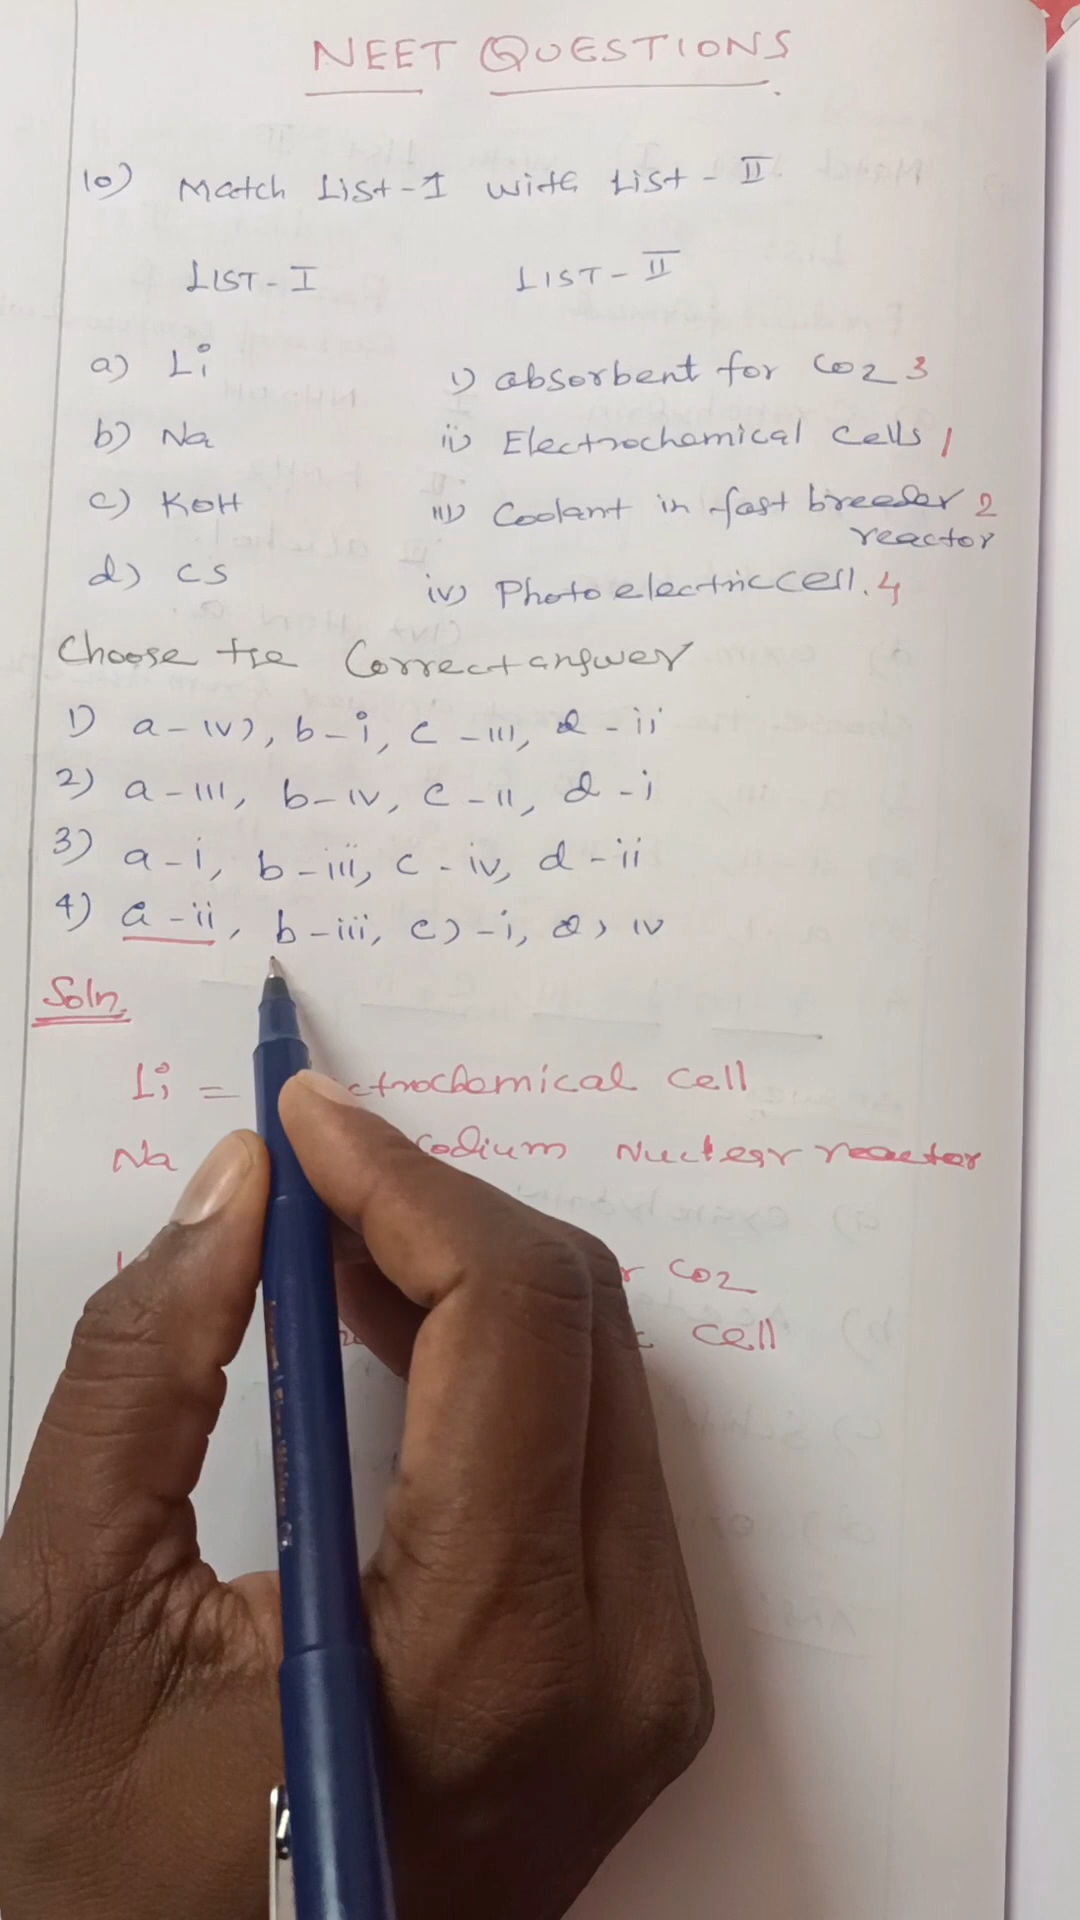 NEET QUESTIONS
10) Match List-I with List-II
LIST-I LIST-II
a) Li i) absorbent for CO2 3
b) Na ii) Electrochemical cells 1
c) KOH iii) Coolant in fast breeder 2
reactor
d) CS iv) Photo electric cell. 4
Choose the Correct answer
1) a-iv), b-i, c-iii, d-ii
2) a-iii, b-iv, c-ii, d-i
3) a-i, b-iii, c-iv, d-ii
4) a-ii, b-iii, c)-i, d) iv
Soln.
Li = ctrochemical cell
Na odium Nuclear reactor
CO2
cell